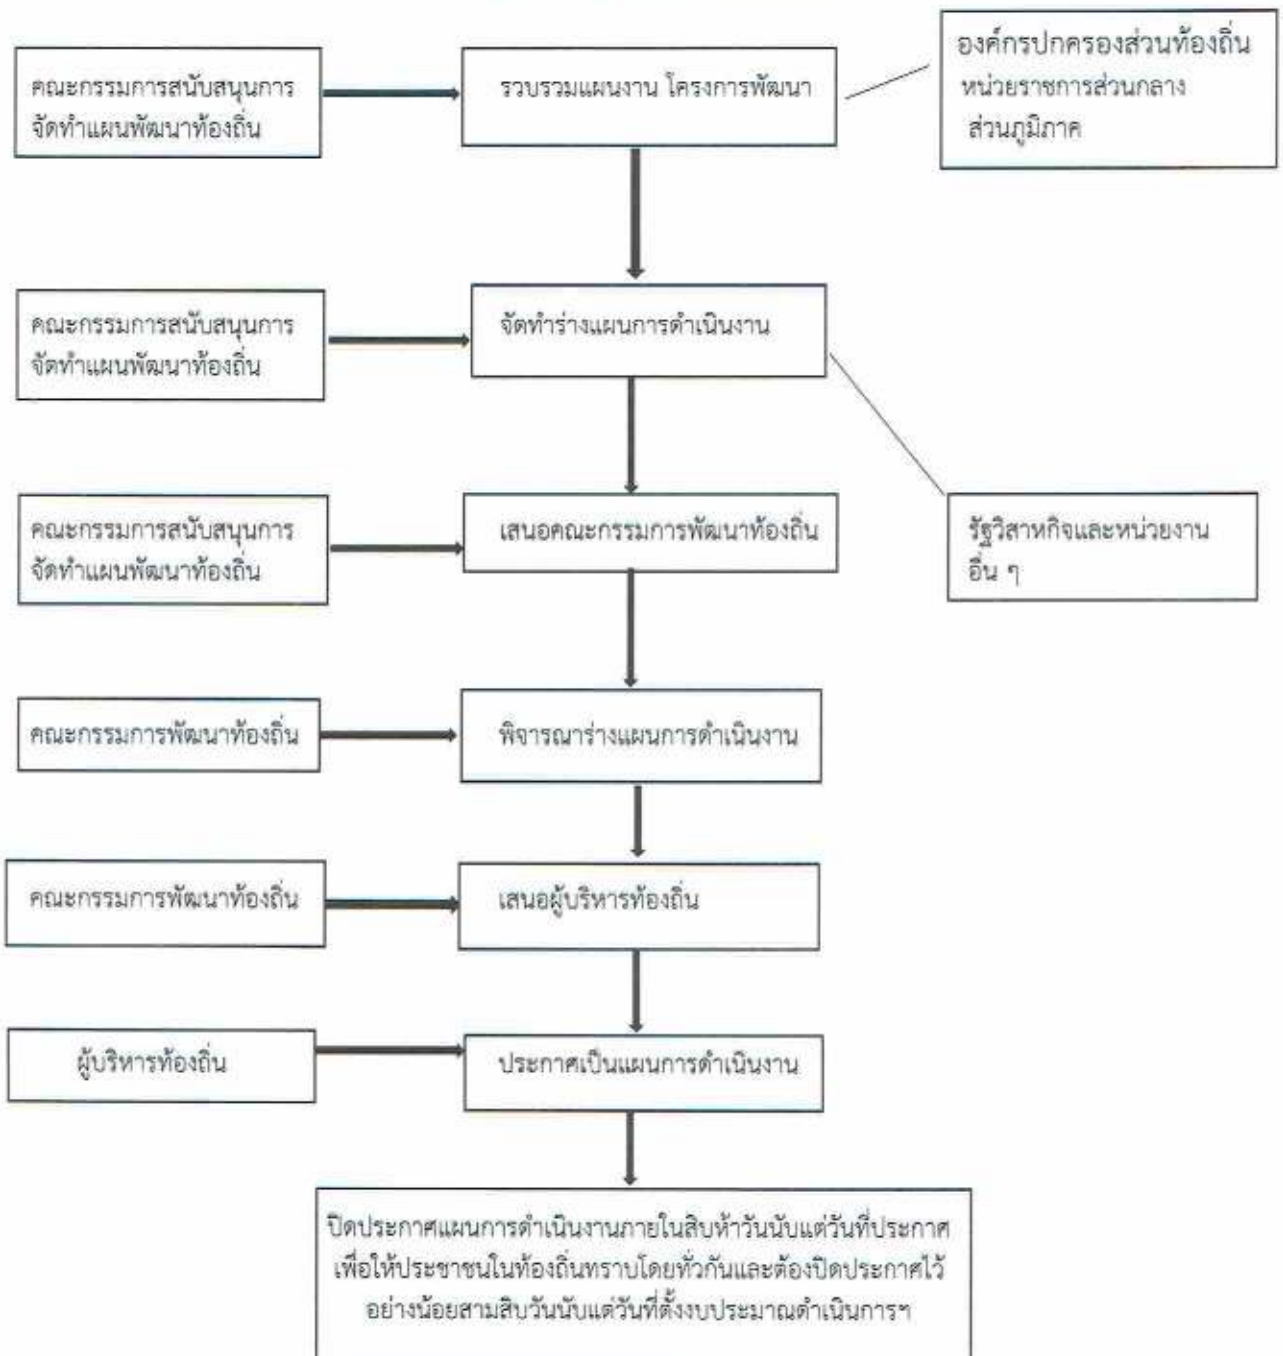 คณะกรรมการสนับสนุนการ
จัดทำแผนพัฒนาท้องถิ่น
รวบรวมแผนงาน โครงการพัฒนา
องค์กรปกครองส่วนท้องถิ่น
หน่วยราชการส่วนกลาง
ส่วนภูมิภาค
คณะกรรมการสนับสนุนการ
จัดทำแผนพัฒนาท้องถิ่น
จัดทำร่างแผนการดำเนินงาน
คณะกรรมการสนับสนุนการ
จัดทำแผนพัฒนาท้องถิ่น
เสนอคณะกรรมการพัฒนาท้องถิ่น
รัฐวิสาหกิจและหน่วยงาน
อื่น ๆ
คณะกรรมการพัฒนาท้องถิ่น
พิจารณาร่างแผนการดำเนินงาน
คณะกรรมการพัฒนาท้องถิ่น
เสนอผู้บริหารท้องถิ่น
ผู้บริหารท้องถิ่น
ประกาศเป็นแผนการดำเนินงาน
ปิดประกาศแผนการดำเนินงานภายในสิบห้าวันนับแต่วันที่ประกาศ
เพื่อให้ประชาชนในท้องถิ่นทราบโดยทั่วกันและต้องปิดประกาศไว้
อย่างน้อยสามสิบวันนับแต่วันที่ตั้งงบประมาณดำเนินการฯ